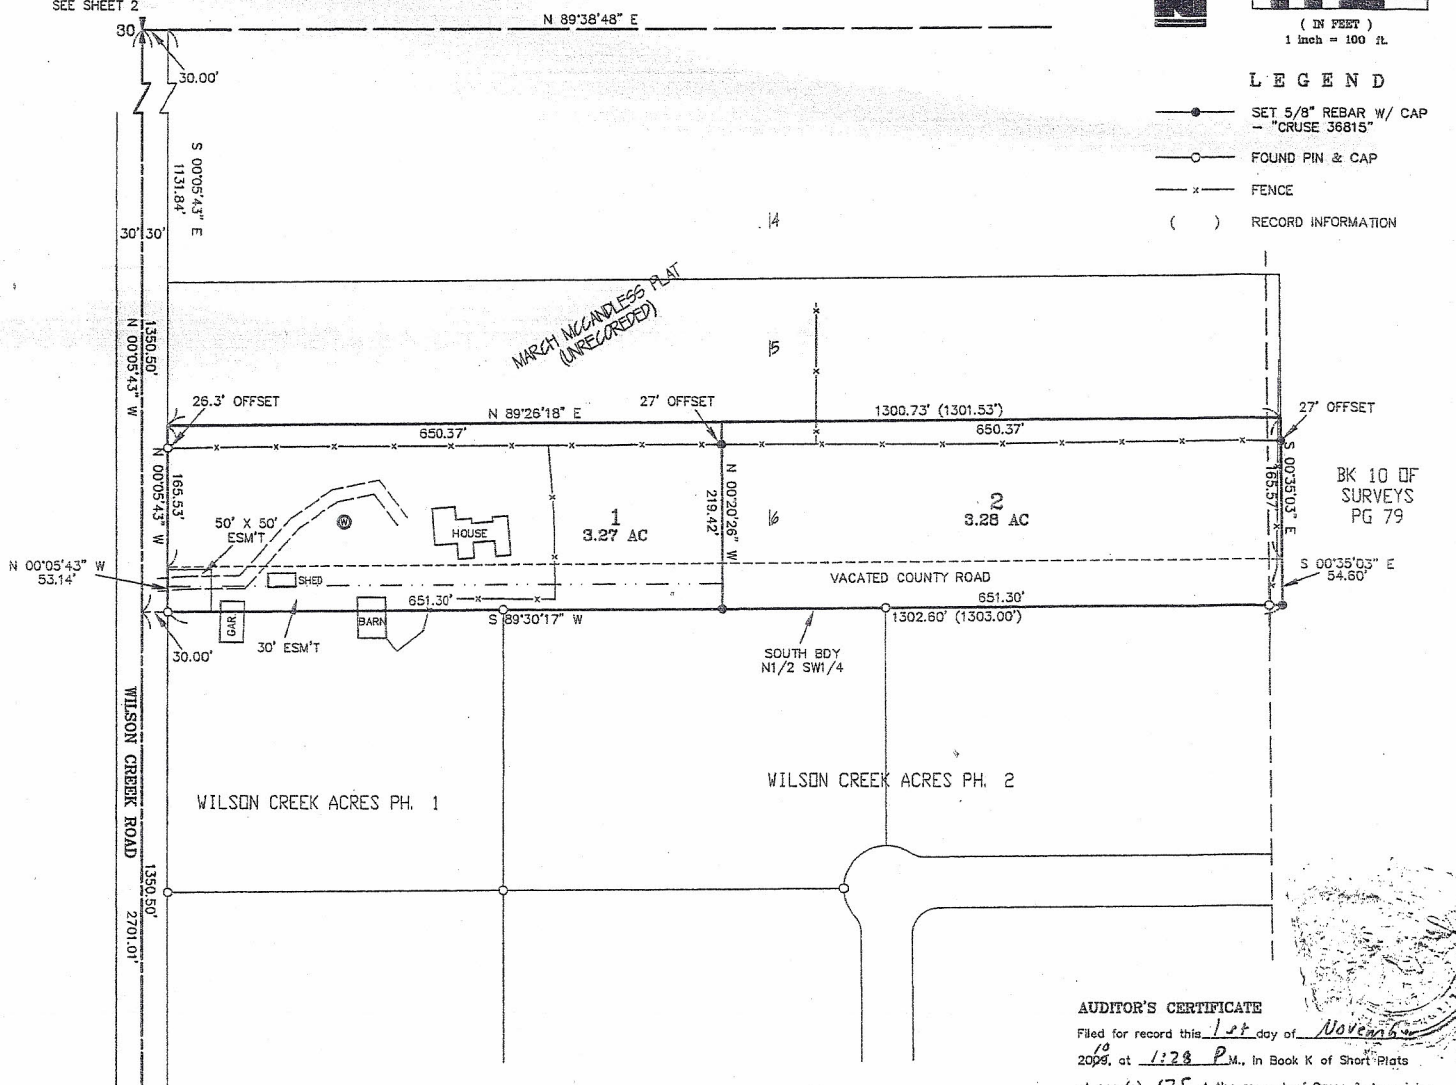 SEE SHEET 2
N 89°38'48" E
30
30.00'
( IN FEET )
1 inch = 100 ft.
LEGEND
SET 5/8" REBAR W/ CAP
- "CRUSE 36815"
FOUND PIN & CAP
x
FENCE
( )
RECORD INFORMATION
S 00°05'43" E
1131.84'
30' 30'
14
MARCH MCCANDLESS PLAT
(UNRECOREDED)
15
1350.50'
N 00°05'43" W
26.3' OFFSET
N 89°26'18" E
27' OFFSET
1300.73' (1301.53')
27' OFFSET
650.37'
650.37'
N 00°05'43" W
165.53'
50' X 50'
ESM'T
W
HOUSE
1
3.27 AC
N 00°20'26" W
219.42'
16
2
3.28 AC
165.57'
S 00°35'03" E
BK 10 OF
SURVEYS
PG 79
N 00°05'43" W
53.14'
SHED
VACATED COUNTY ROAD
S 00°35'03" E
54.60'
651.30'
651.30'
GAR.
BARN
30' ESM'T
S 89°30'17" W
1302.60' (1303.00')
30.00'
SOUTH BDY
N1/2 SW1/4
WILSON CREEK ROAD
WILSON CREEK ACRES PH. 1
WILSON CREEK ACRES PH. 2
1350.50'
2701.01'
AUDITOR'S CERTIFICATE
Filed for record this 1st day of November
10
2009, at 1:28 P.M., in Book K of Short Plats